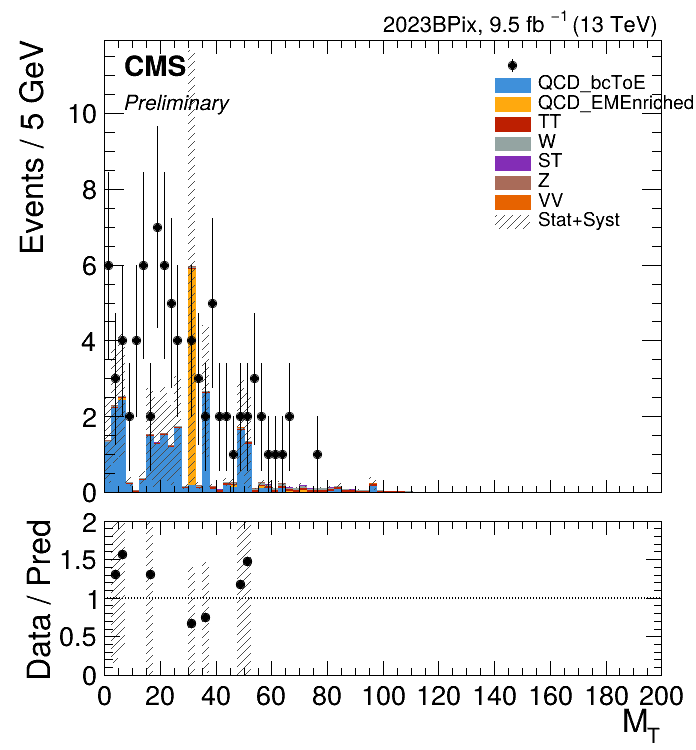 2023BPix, 9.5 fb⁻¹ (13 TeV)
CMS
Preliminary
QCD_bcToE
QCD_EMEnriched
TT
W
ST
Z
VV
Stat+Syst
Events / 5 GeV
10
8
6
4
2
0
Data / Pred
2
1.5
1
0.5
0
0 20 40 60 80 100 120 140 160 180 200
M_T